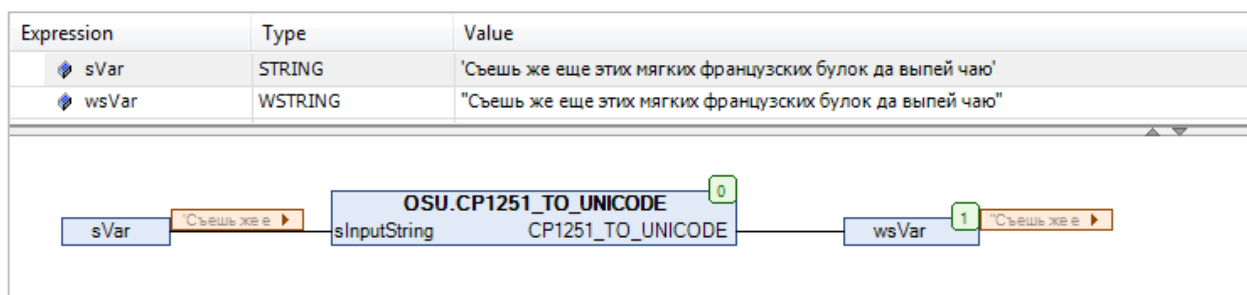 Expression Type Value
sVar STRING 'Съешь же еще этих мягких французских булок да выпей чаю'
wsVar WSTRING "Съешь же еще этих мягких французских булок да выпей чаю"
OSU.CP1251_TO_UNICODE 0
sVar 'Съешь же е sInputString CP1251_TO_UNICODE wsVar 1 "Съешь же е